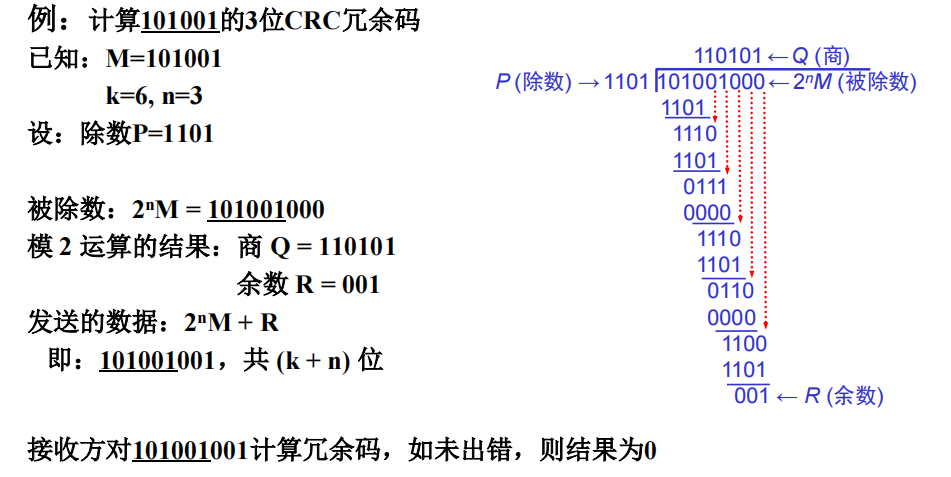 例：计算101001的3位CRC冗余码
已知：M=101001
k=6, n=3
设：除数P=1101
被除数：2ⁿM = 101001000
模 2 运算的结果：商 Q = 110101
余数 R = 001
发送的数据：2ⁿM + R
即：101001001，共 (k + n) 位
接收方对101001001计算冗余码，如未出错，则结果为0
110101 ← Q (商)
P (除数) → 1101 101001000 ← 2ⁿM (被除数)
1101
1110
1101
0111
0000
1110
1101
0110
0000
1100
1101
001 ← R (余数)